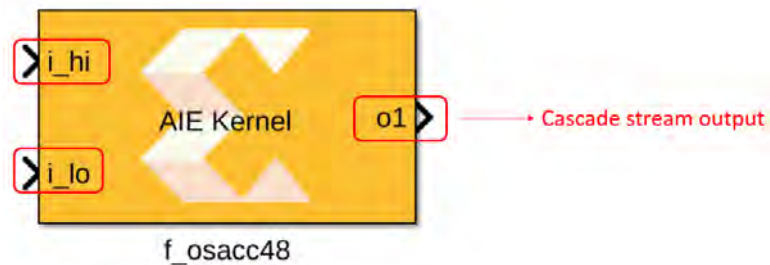 i_hi
AIE Kernel
o1
Cascade stream output
i_lo
f_osacc48